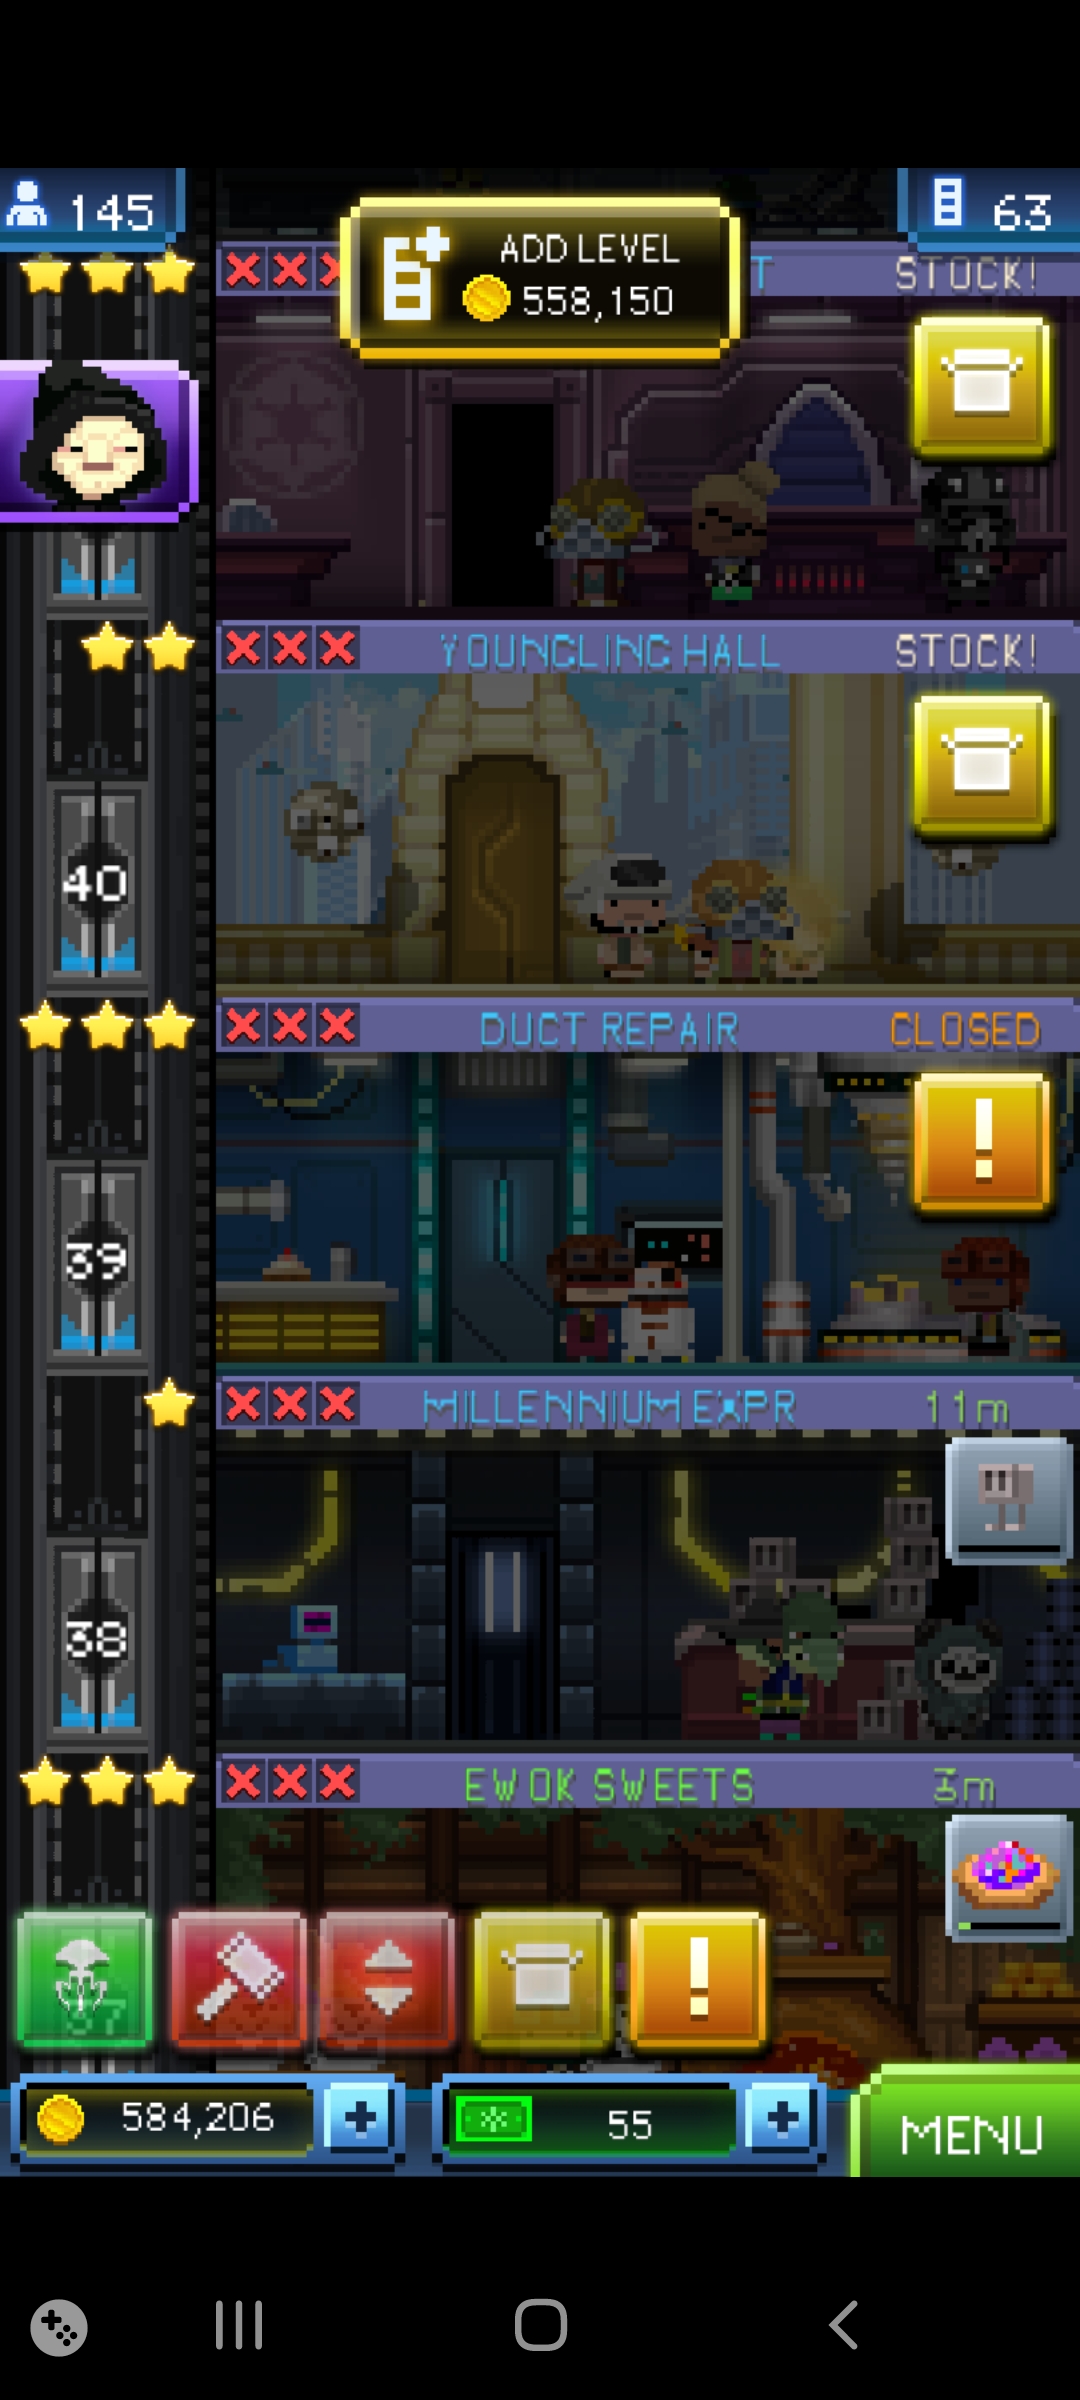 145
63
ADD LEVEL
558,150
T
STOCK!
YOUNGLING HALL
STOCK!
40
DUCT REPAIR
CLOSED
39
MILLENNIUM EXPR
11m
38
EWOK SWEETS
3m
37
584,206
55
MENU